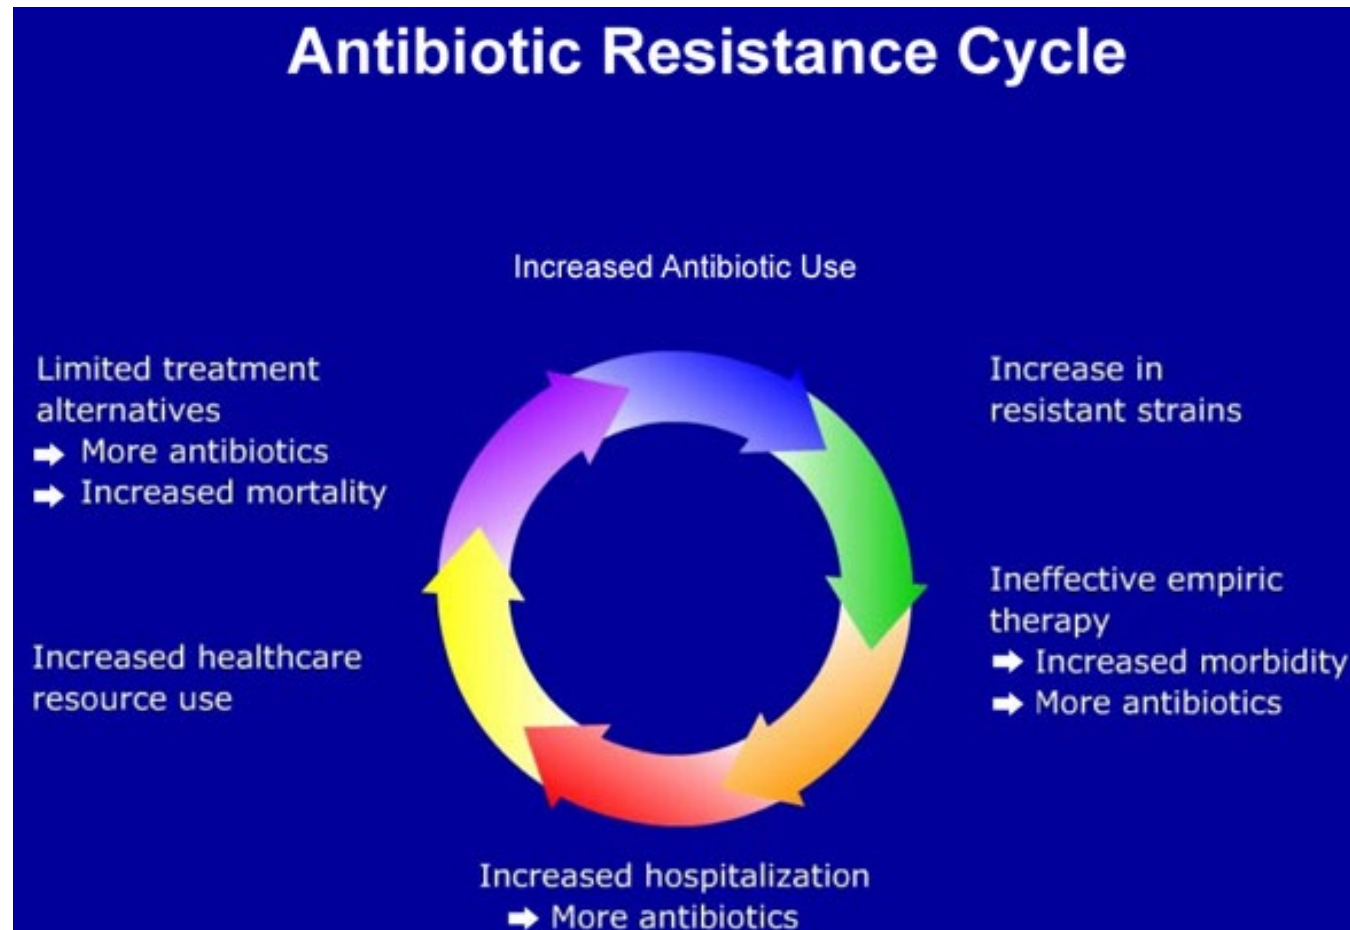 Antibiotic Resistance Cycle
Increased Antibiotic Use
Increase in
resistant strains
Ineffective empiric
therapy
➡ Increased morbidity
➡ More antibiotics
Increased hospitalization
➡ More antibiotics
Increased healthcare
resource use
Limited treatment
alternatives
➡ More antibiotics
➡ Increased mortality